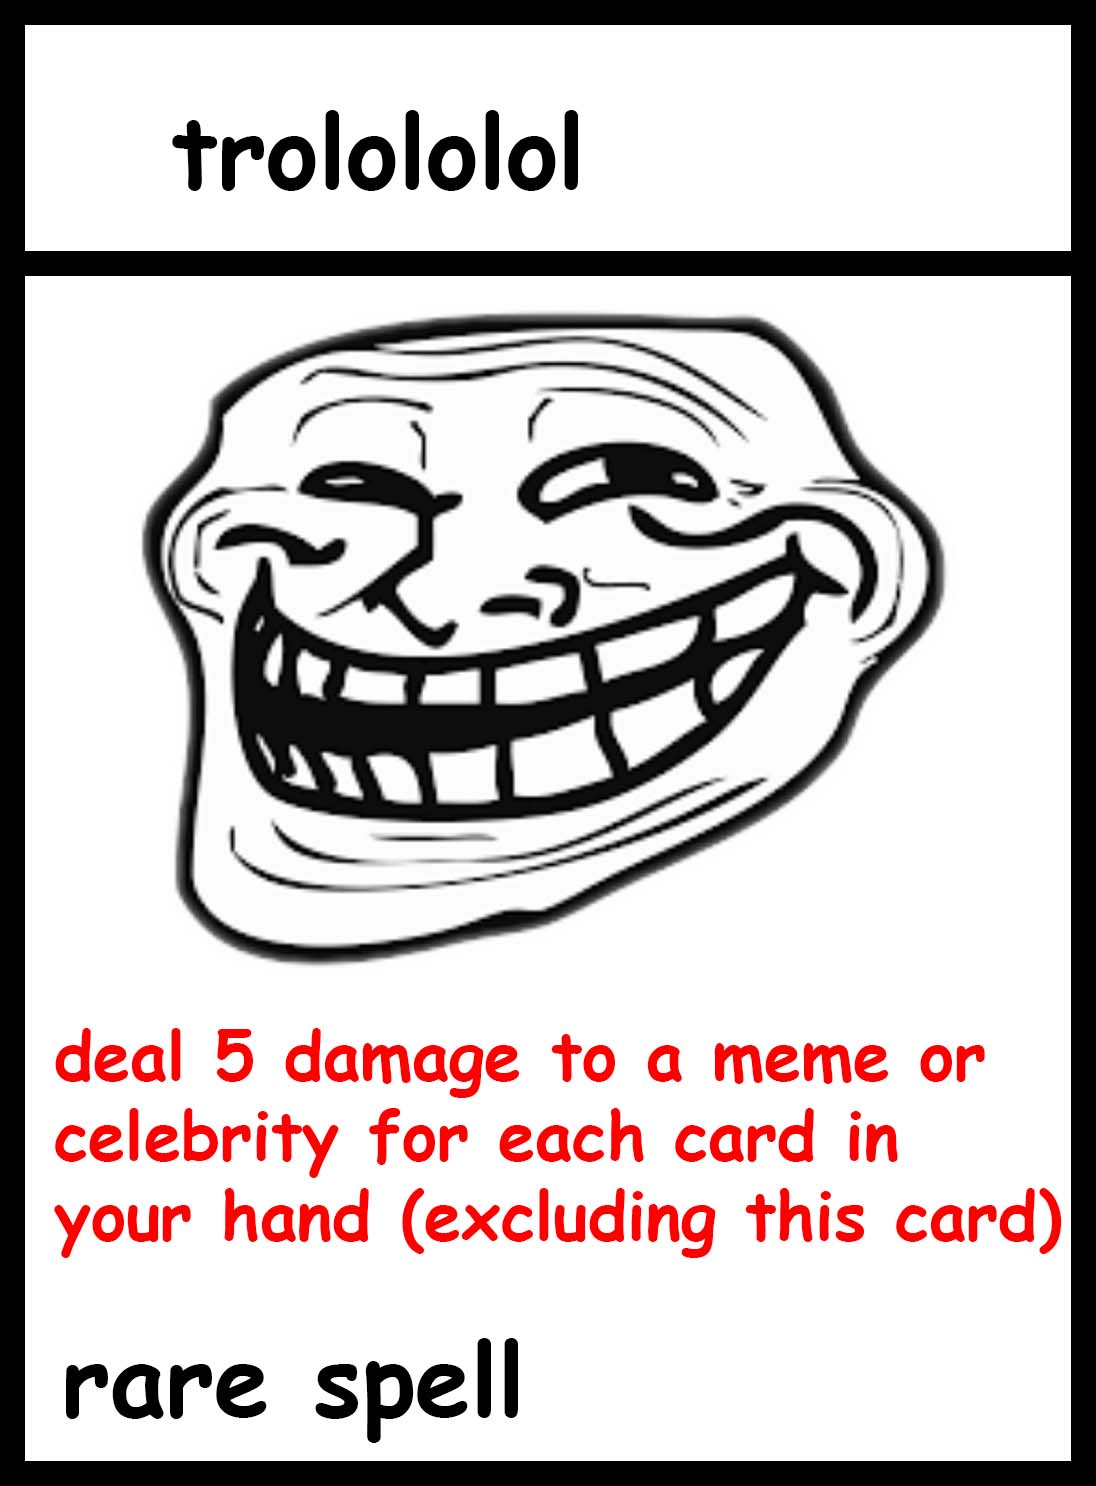 trolololol
deal 5 damage to a meme or
celebrity for each card in
your hand (excluding this card)
rare spell